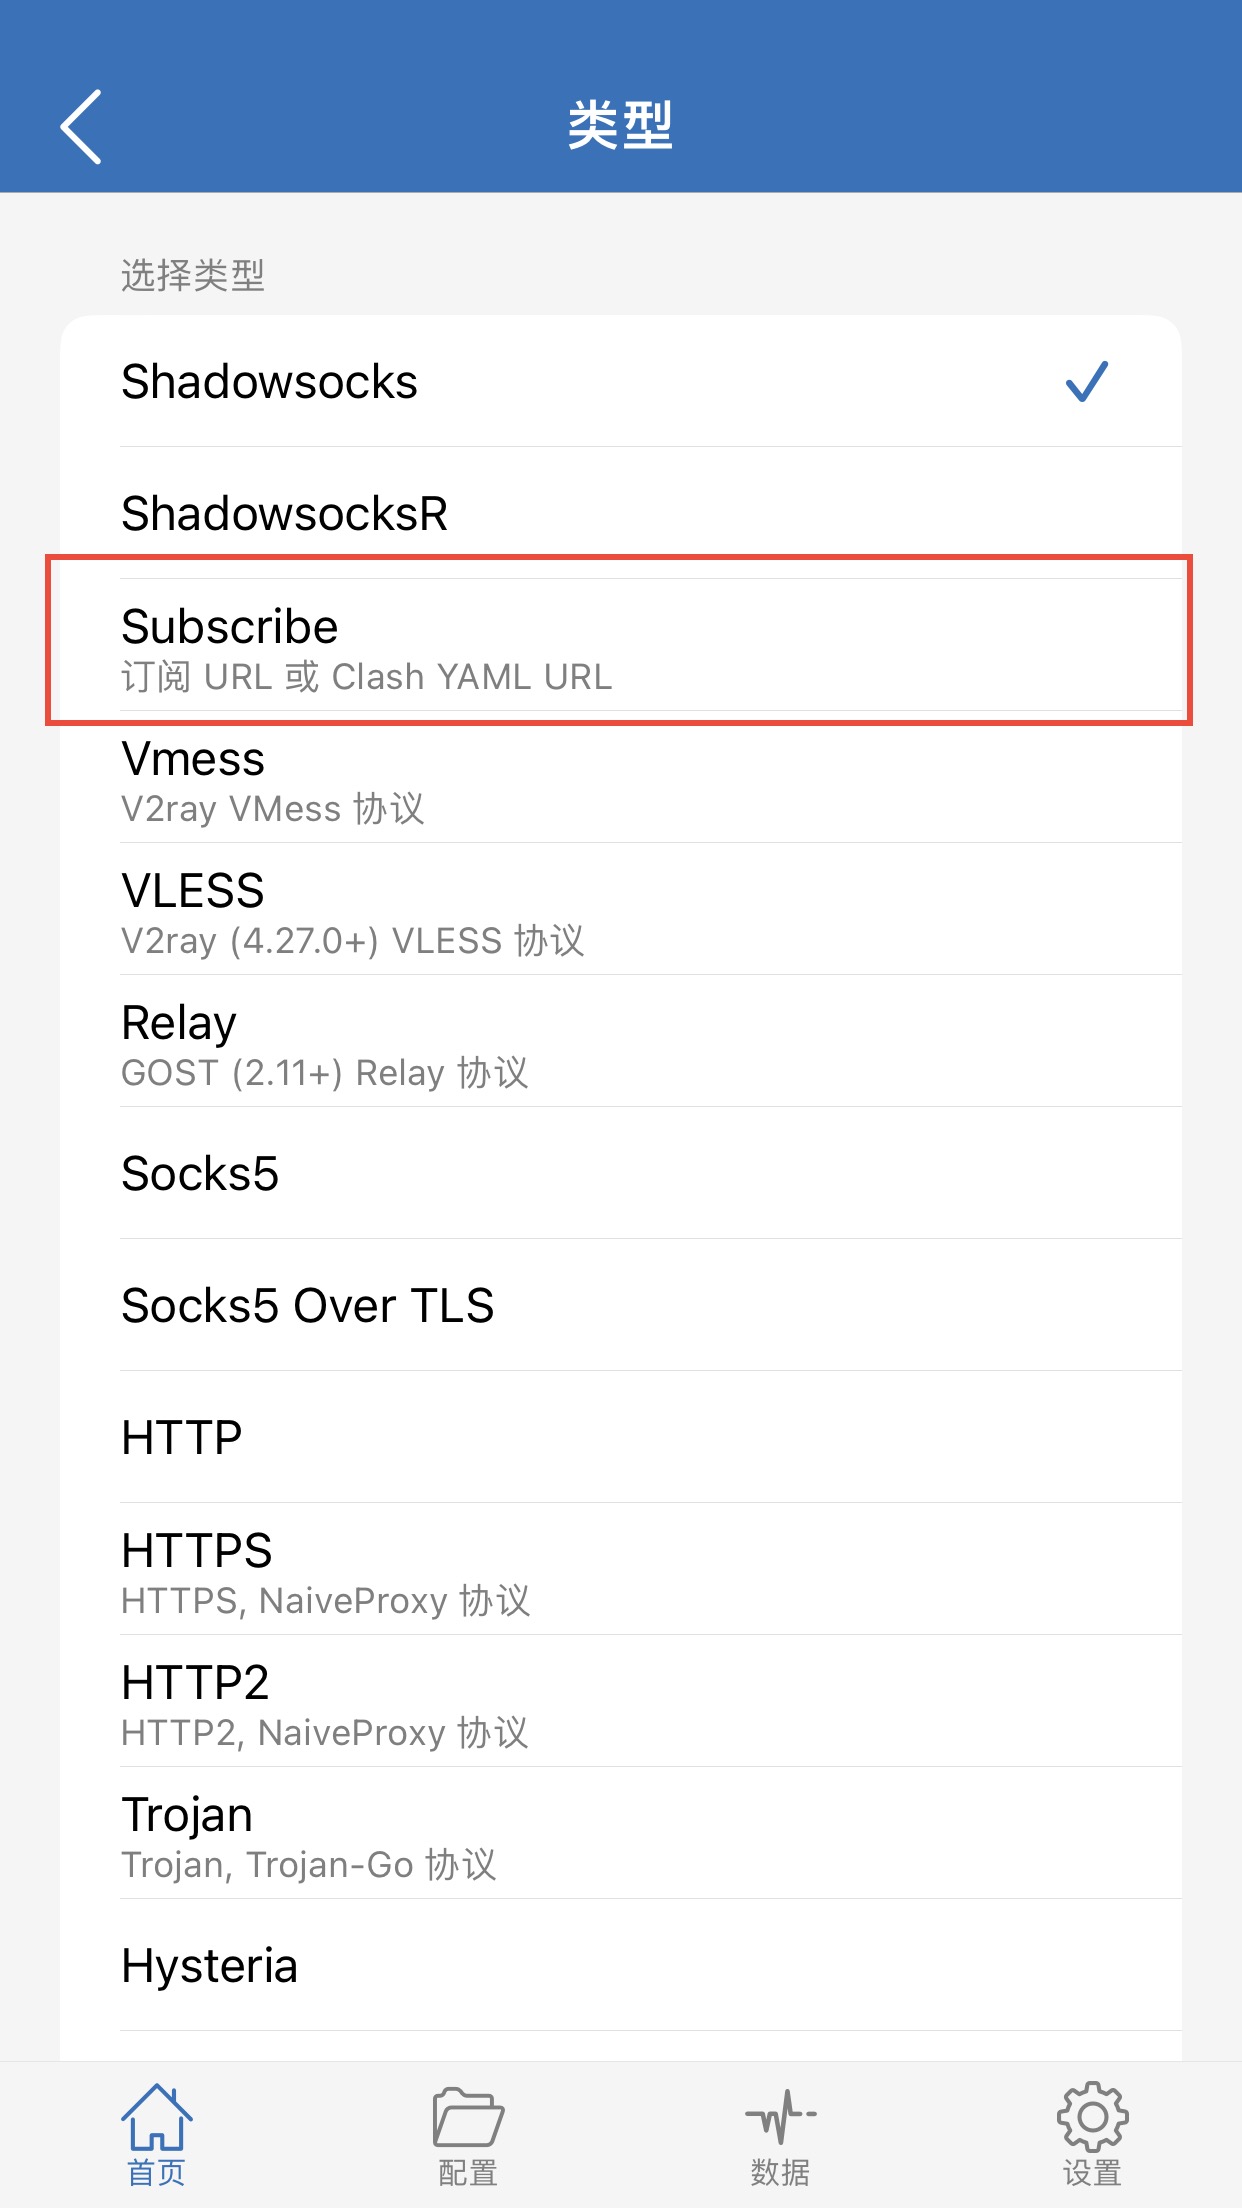 类型
选择类型
Shadowsocks
ShadowsocksR
Subscribe
订阅 URL 或 Clash YAML URL
Vmess
V2ray VMess 协议
VLESS
V2ray (4.27.0+) VLESS 协议
Relay
GOST (2.11+) Relay 协议
Socks5
Socks5 Over TLS
HTTP
HTTPS
HTTPS, NaiveProxy 协议
HTTP2
HTTP2, NaiveProxy 协议
Trojan
Trojan, Trojan-Go 协议
Hysteria
首页 配置 数据 设置